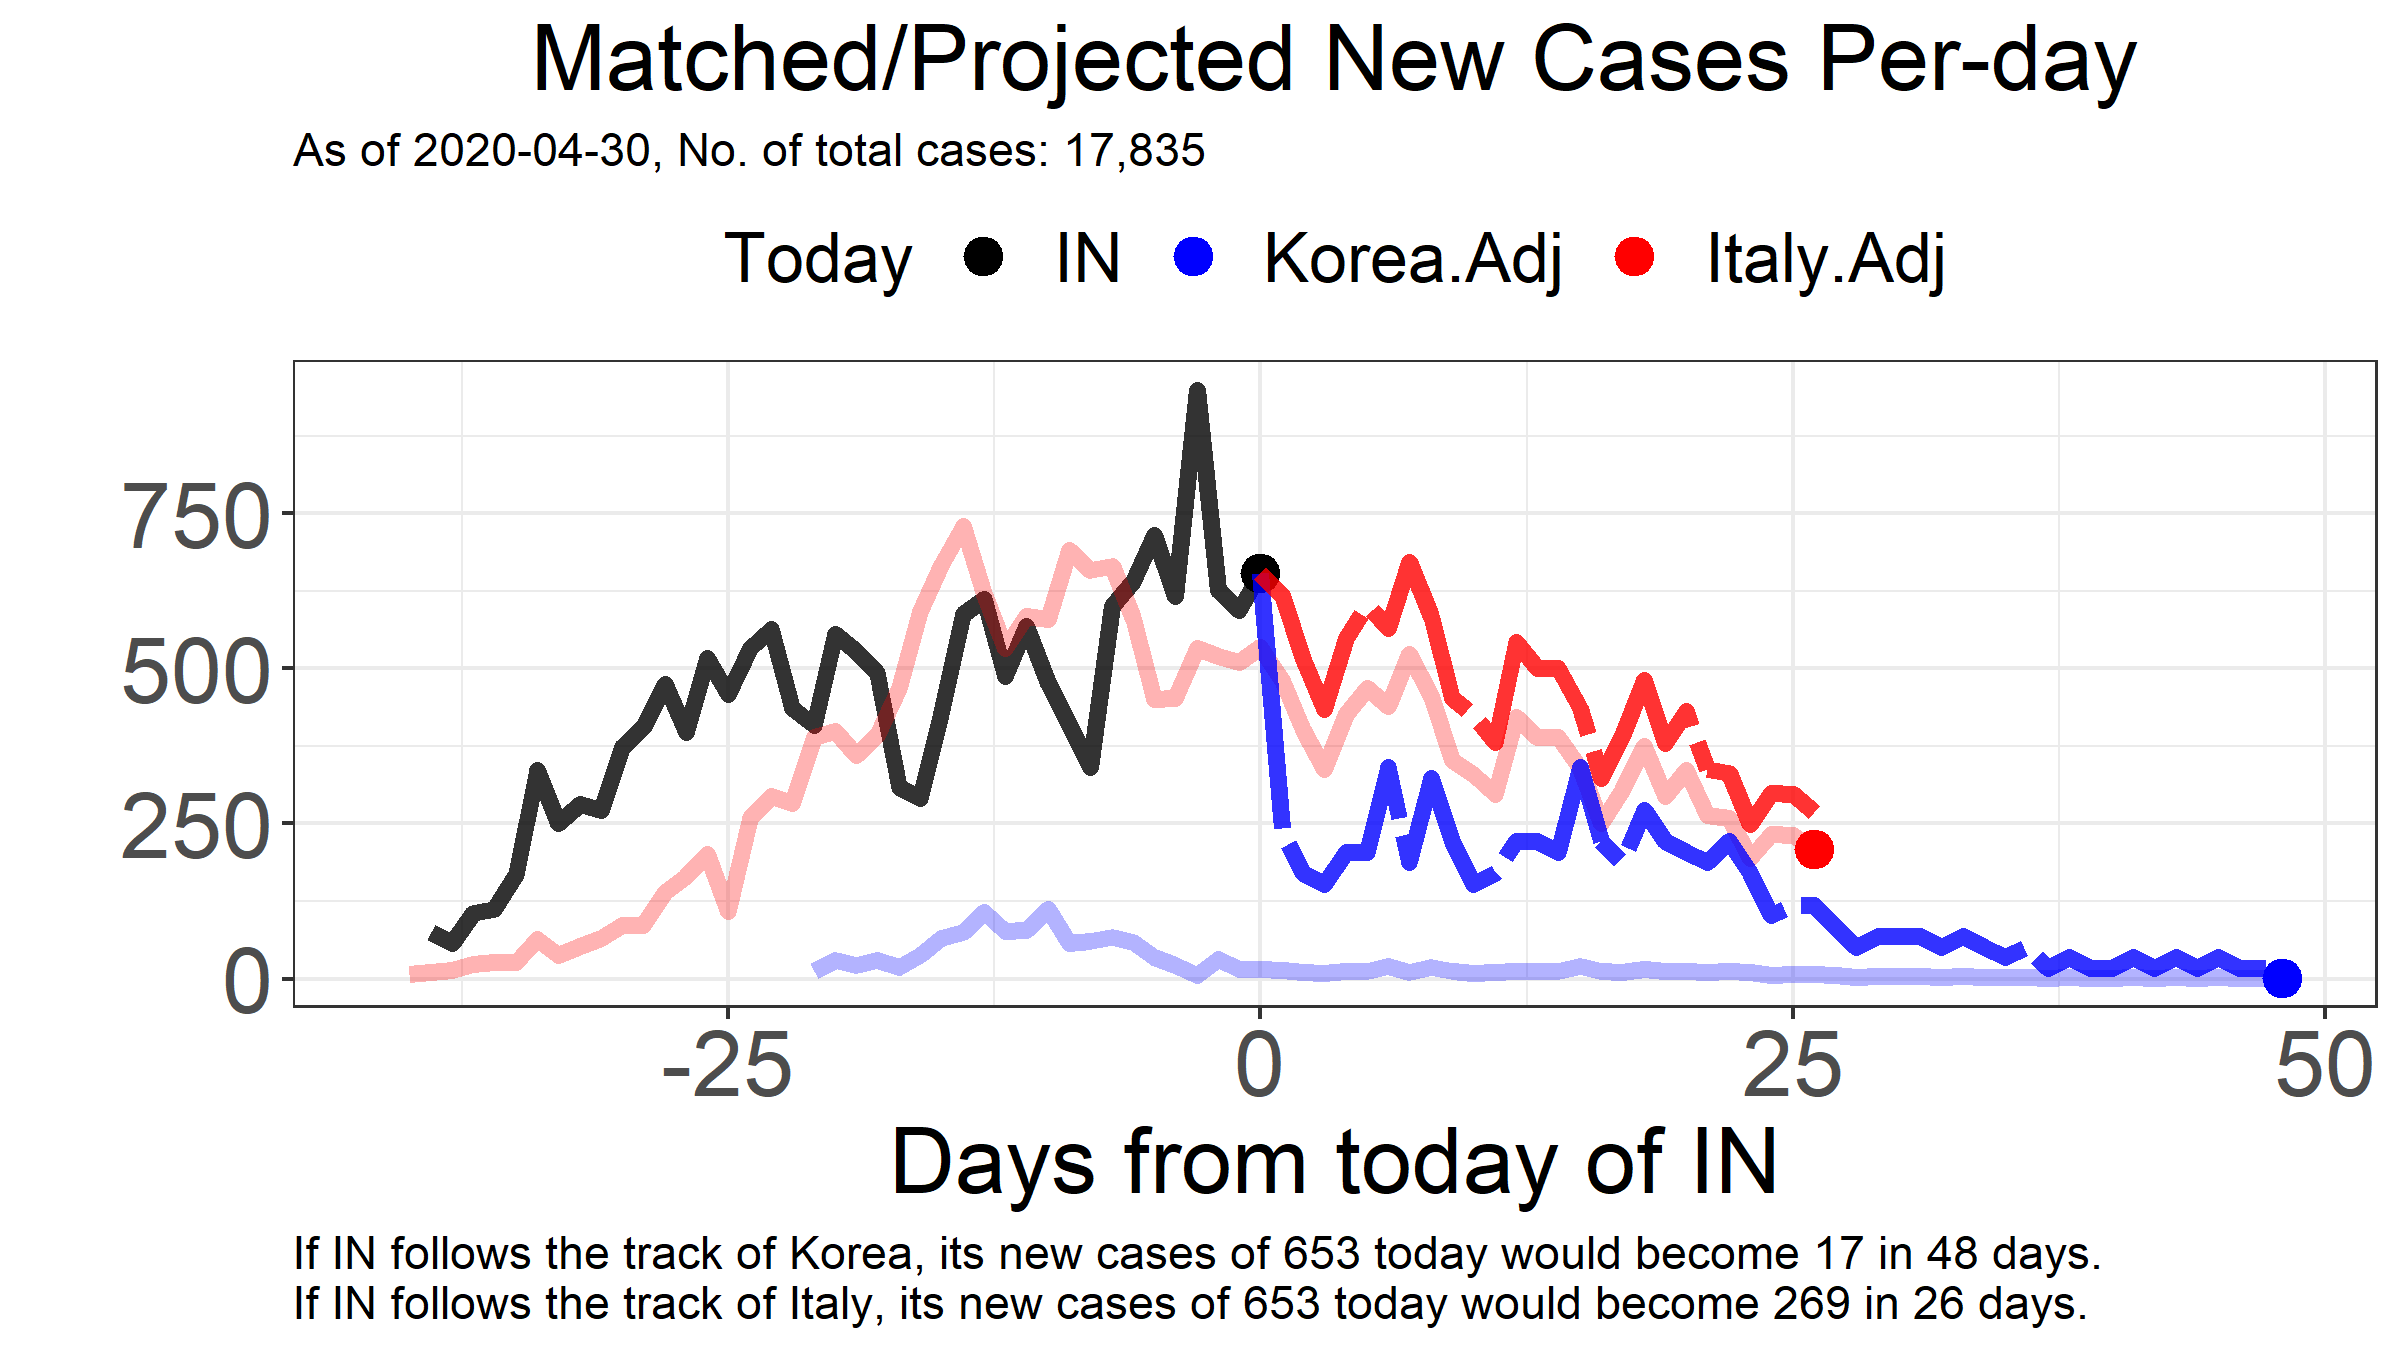 Matched/Projected New Cases Per-day
As of 2020-04-30, No. of total cases: 17,835
Today IN Korea.Adj Italy.Adj
750
500
250
0
-25 0 25 50
Days from today of IN
If IN follows the track of Korea, its new cases of 653 today would become 17 in 48 days.
If IN follows the track of Italy, its new cases of 653 today would become 269 in 26 days.